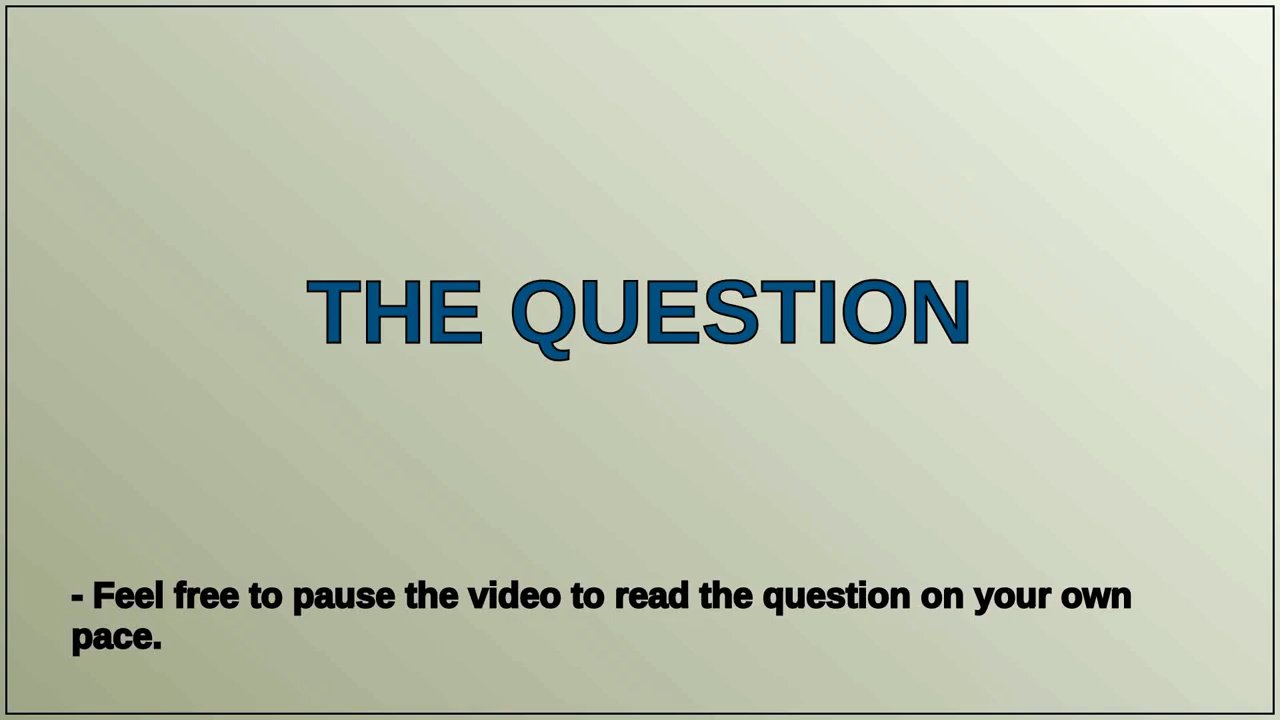 THE QUESTION
- Feel free to pause the video to read the question on your own
pace.